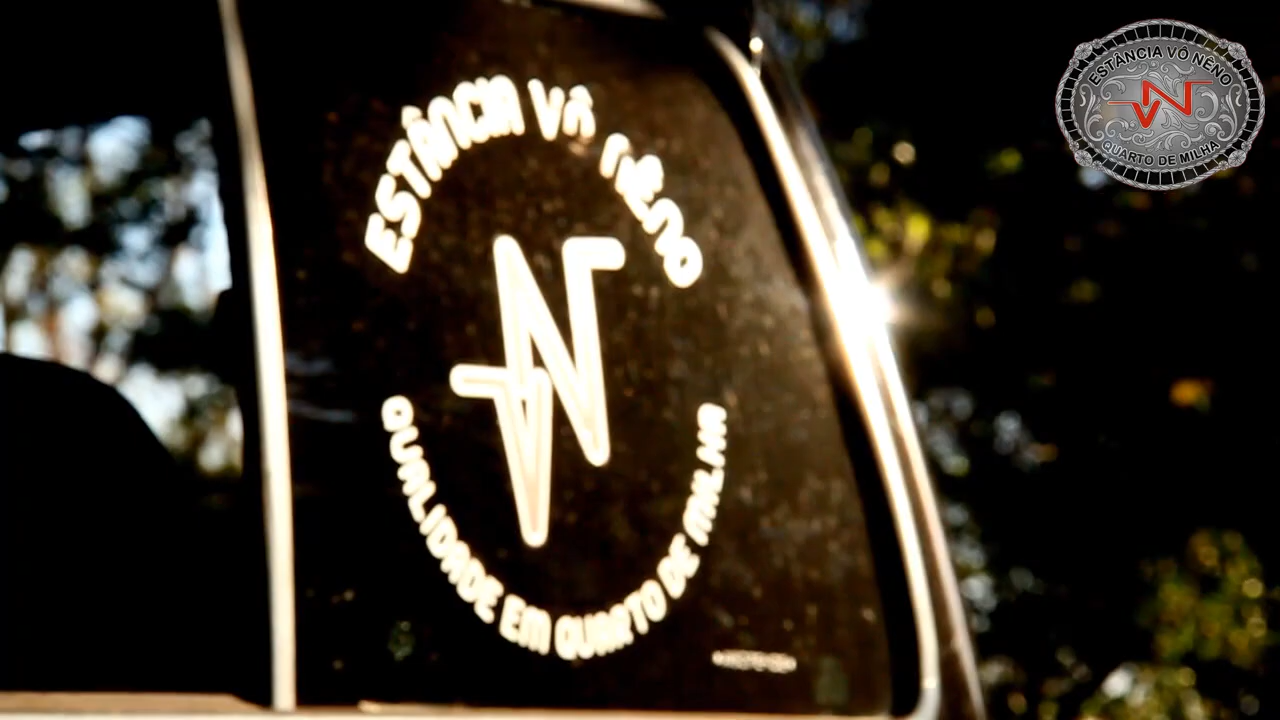 ESTÂNCIA VÔ NÊNO
QUALIDADE EM QUARTO DE MILHA
ESTÂNCIA VÔ NÊNO
QUARTO DE MILHA